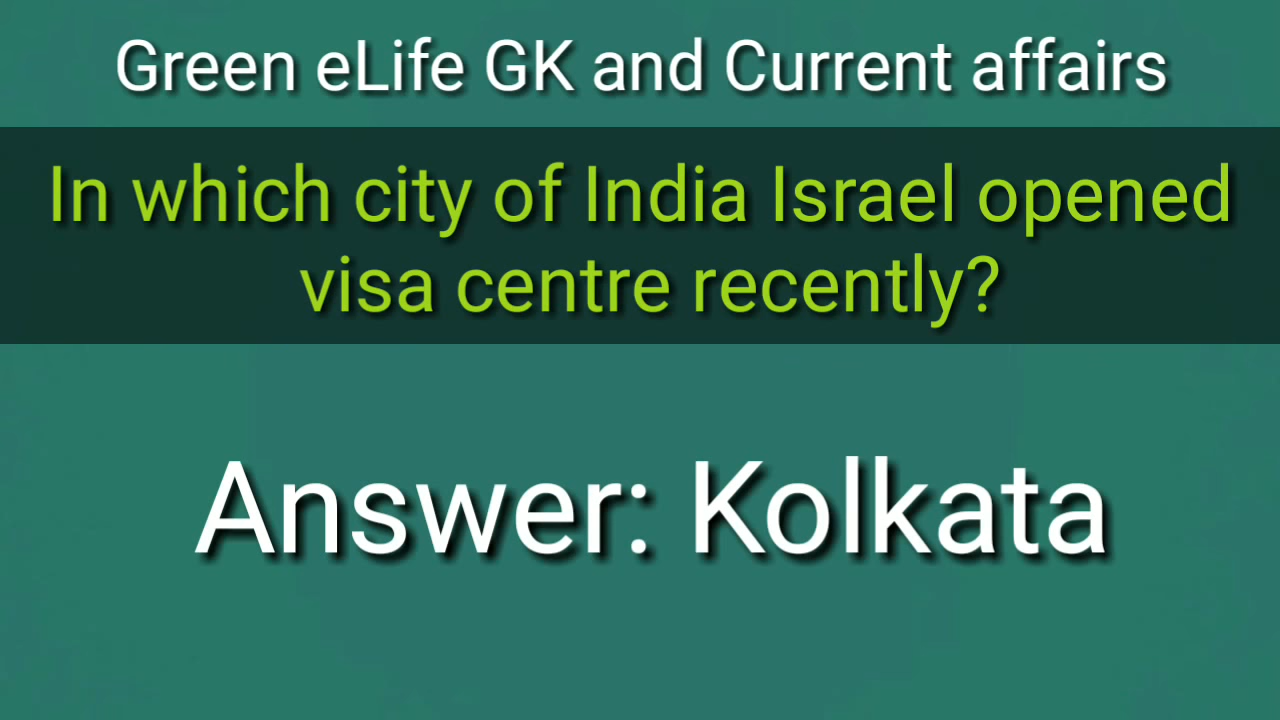 Green eLife GK and Current affairs
In which city of India Israel opened
visa centre recently?
Answer: Kolkata